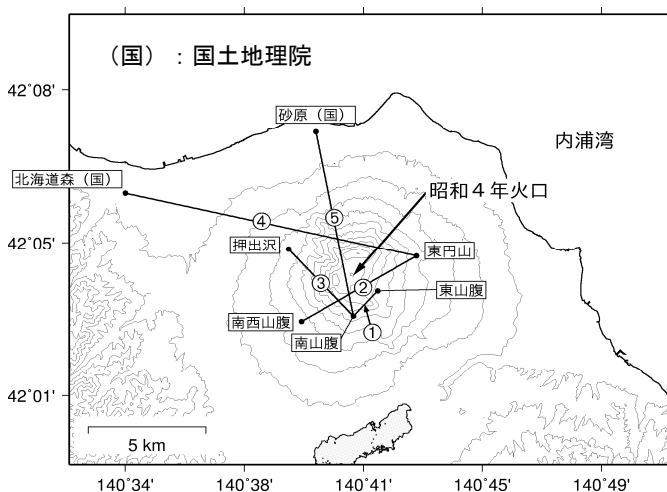 （国）：国土地理院
42°08'
砂原（国）
内浦湾
北海道森（国）
昭和４年火口
⑤
④
42°05'
押出沢
東円山
③
②
東山腹
南西山腹
南山腹
①
42°01'
5 km
140°34' 140°38' 140°41' 140°45' 140°49'